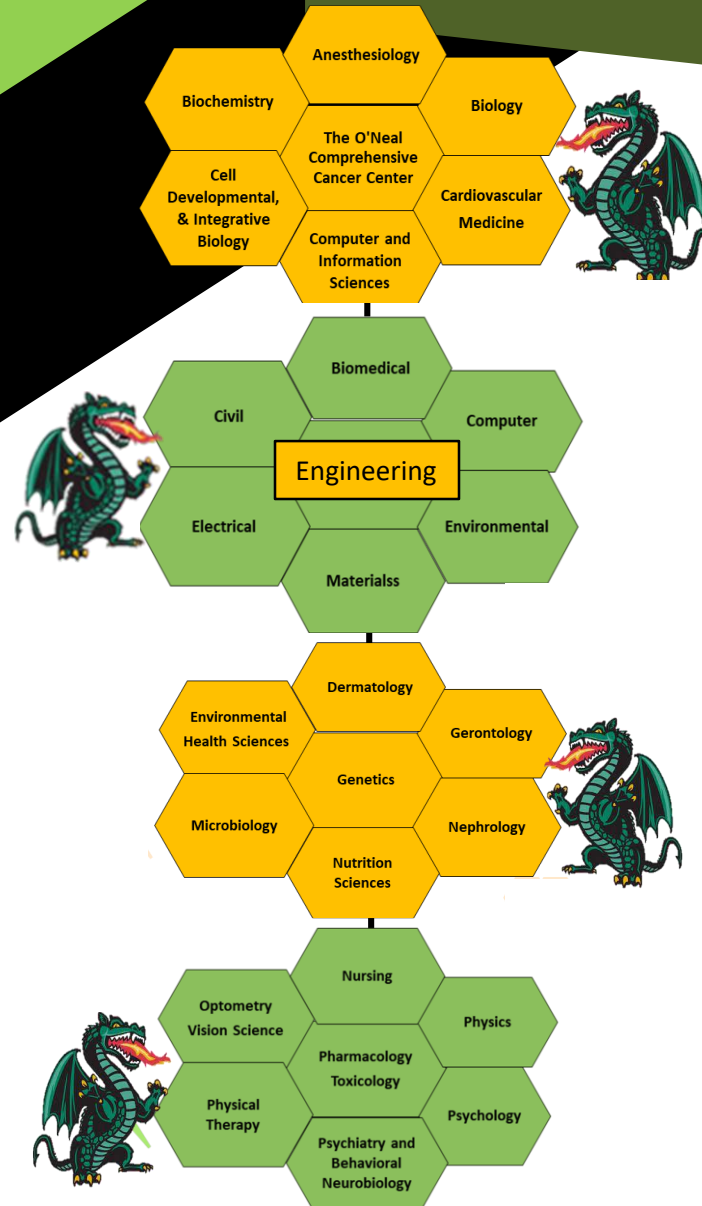 Anesthesiology
Biochemistry
Biology
The O'Neal
Comprehensive
Cancer Center
Cell
Developmental,
& Integrative
Biology
Cardiovascular
Medicine
Computer and
Information
Sciences
Biomedical
Civil
Computer
Engineering
Electrical
Environmental
Materialss
Dermatology
Environmental
Health Sciences
Gerontology
Genetics
Microbiology
Nephrology
Nutrition
Sciences
Nursing
Optometry
Vision Science
Physics
Pharmacology
Toxicology
Physical
Therapy
Psychology
Psychiatry and
Behavioral
Neurobiology